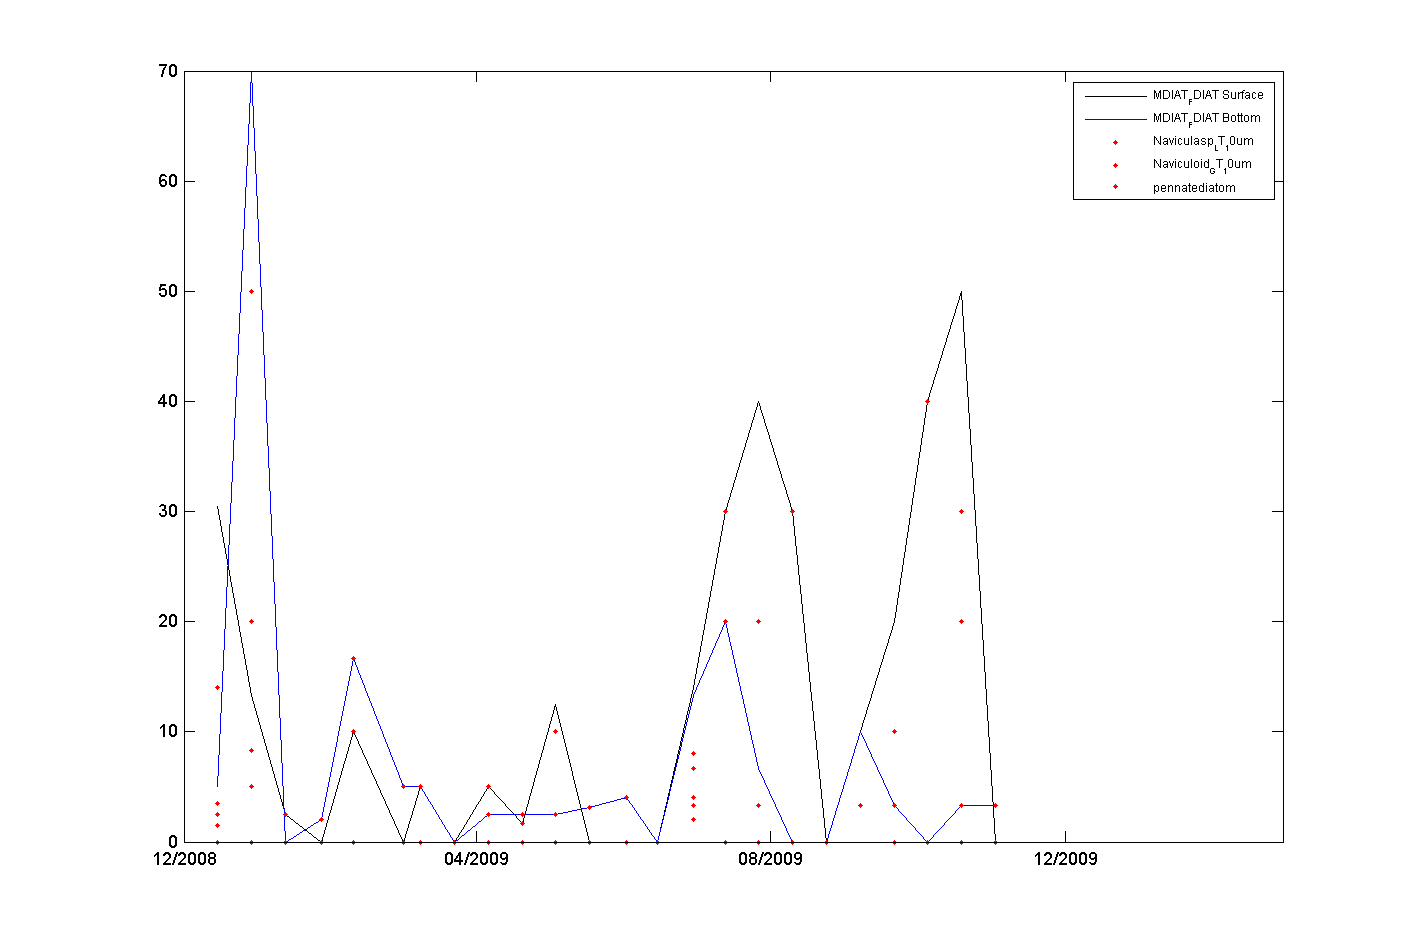 70
60
50
40
30
20
10
0
12/2008 04/2009 08/2009 12/2009
MDIAT_FDIAT Surface
MDIAT_FDIAT Bottom
Naviculasp_LT_10um
Naviculoid_GT_10um
pennatediatom